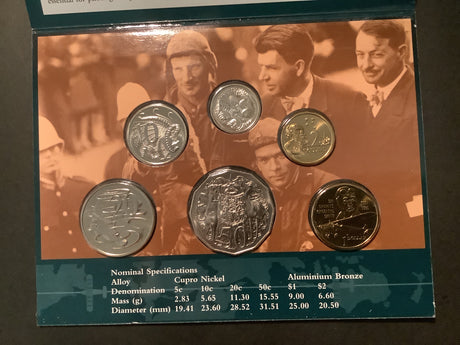 Nominal Specifications
Alloy Cupro Nickel Aluminium Bronze
Denomination 5c 10c 20c 50c $1 $2
Mass (g) 2.83 5.65 11.30 15.55 9.00 6.60
Diameter (mm) 19.41 23.60 28.52 31.51 25.00 20.50